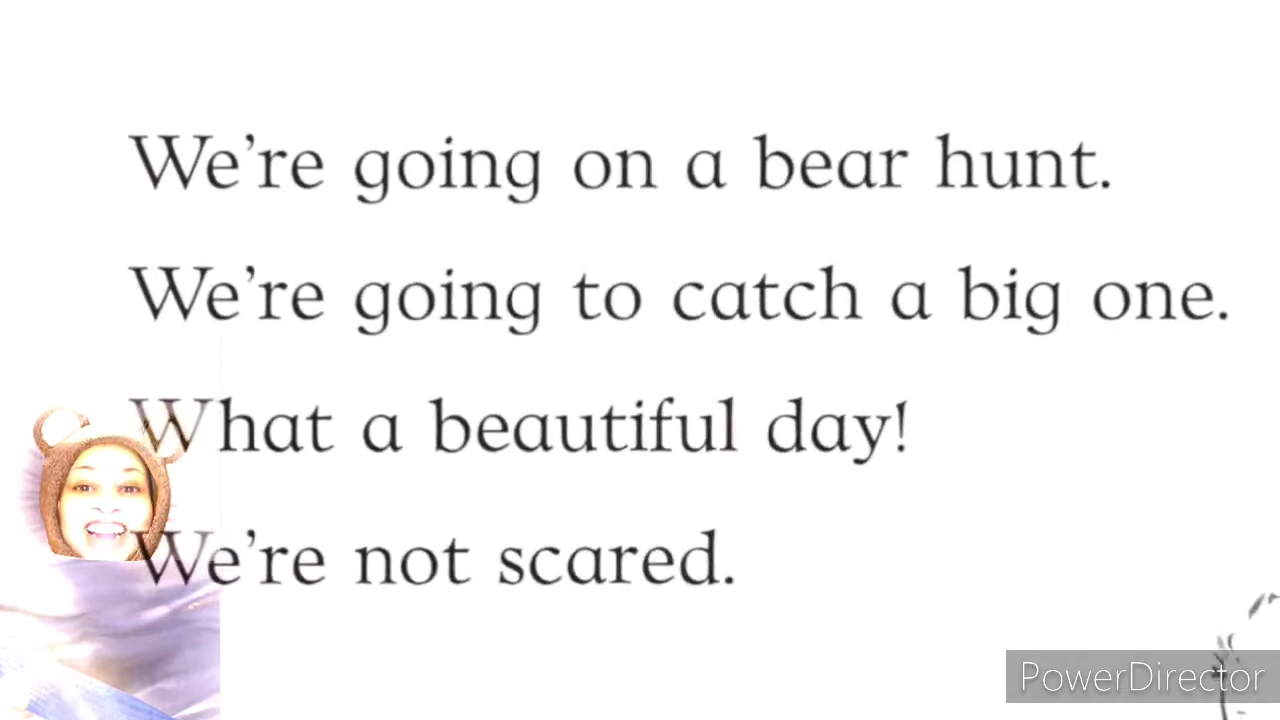 We're going on a bear hunt.
We're going to catch a big one.
What a beautiful day!
We're not scared.
PowerDirector